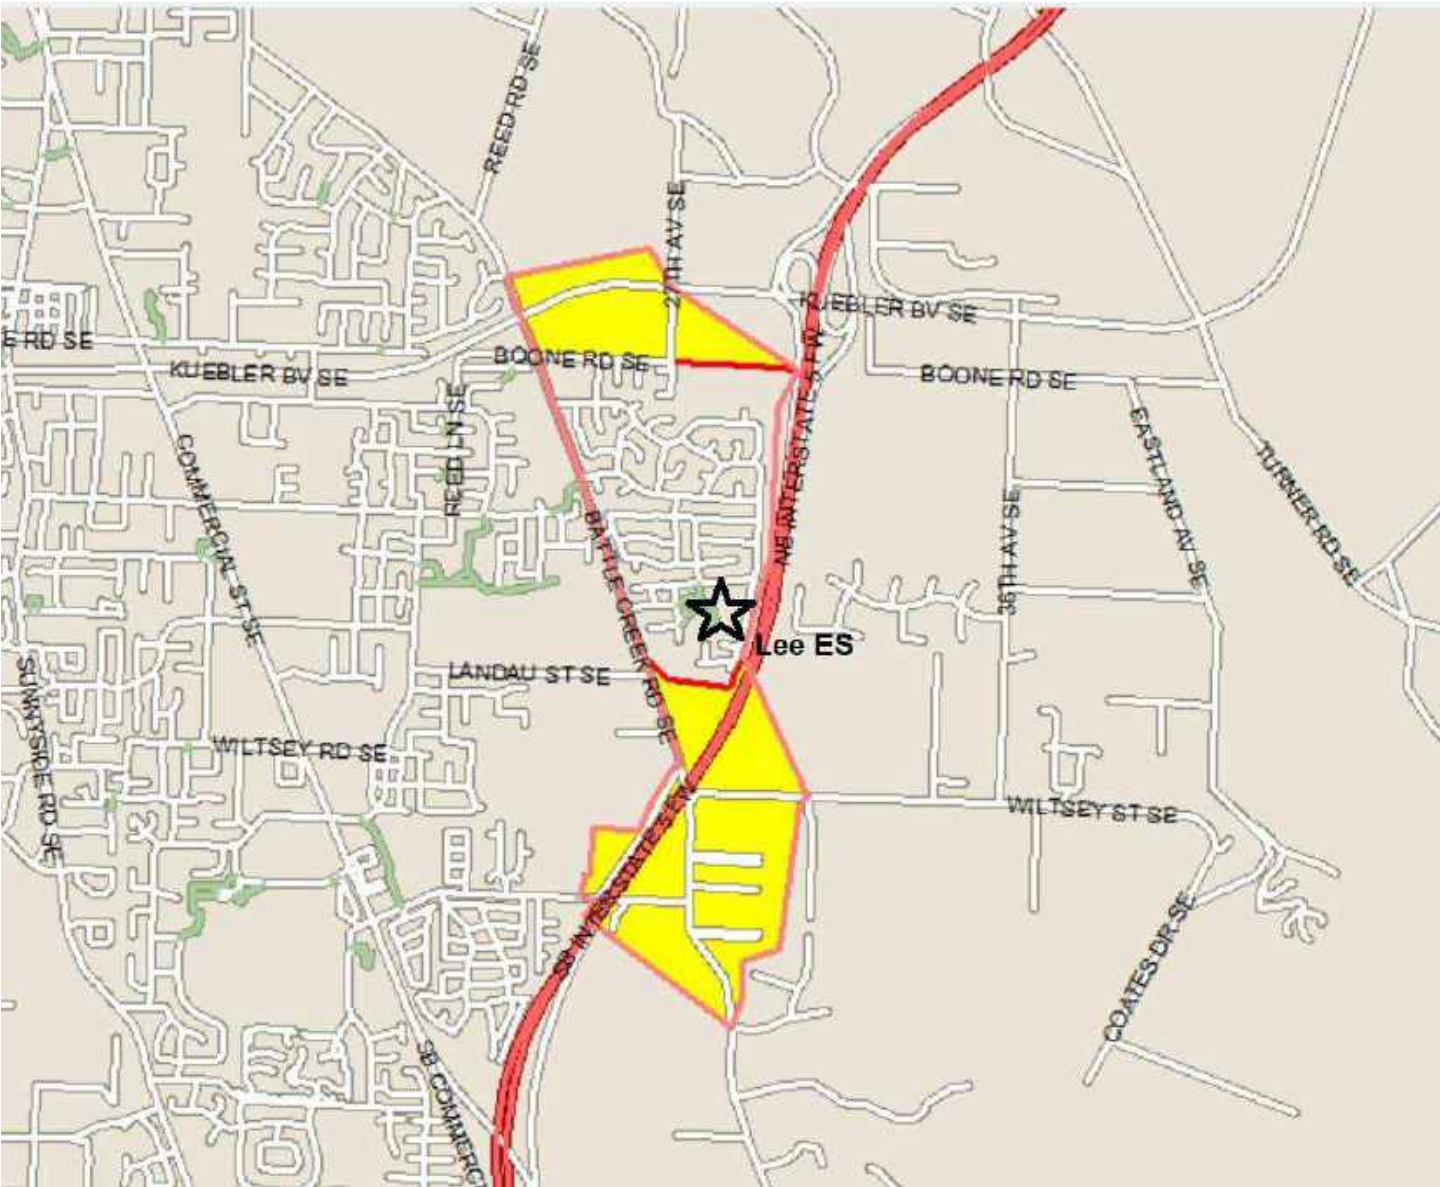 REED RD SE
27TH AV SE
KUEBLER BV SE
E RD SE
BOONE RD SE
KUEBLER BV SE
BOONE RD SE
REED LN SE
COMMERCIAL ST SE
NE INTERSTATE 5 FW
EASTLAND AV SE
TURNER RD SE
36TH AV SE
BATTLE CREEK RD SE
Lee ES
LANDAU ST SE
SUNNYSIDE RD SE
WILTSEY RD SE
WILTSEY ST SE
SB INTERSTATE 5 FW
COATES DR SE
SB COMMERC